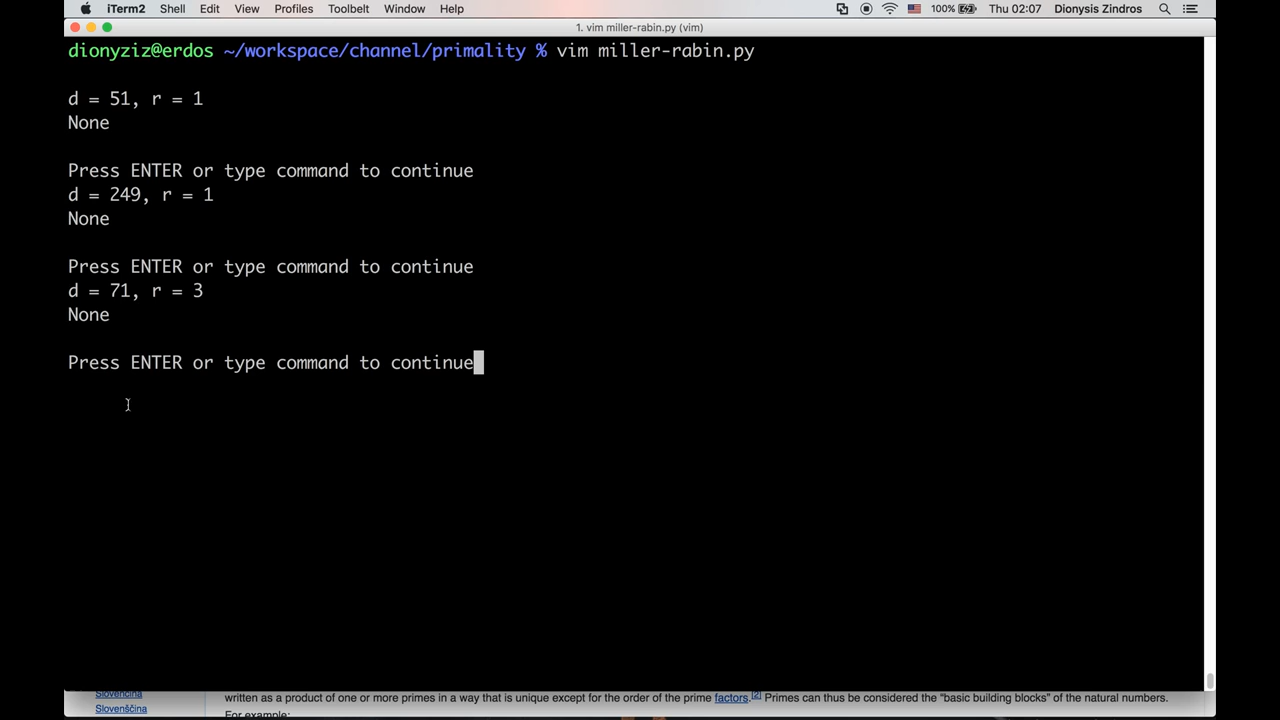 iTerm2 Shell Edit View Profiles Toolbelt Window Help 100% Thu 02:07 Dionysis Zindros
1. vim miller-rabin.py (vim)
dionyziz@erdos ~/workspace/channel/primality % vim miller-rabin.py
d = 51, r = 1
None
Press ENTER or type command to continue
d = 249, r = 1
None
Press ENTER or type command to continue
d = 71, r = 3
None
Press ENTER or type command to continue
Slovenčina
written as a product of one or more primes in a way that is unique except for the order of the prime factors.[2] Primes can thus be considered the "basic building blocks" of the natural numbers.
Slovenščina
For example: